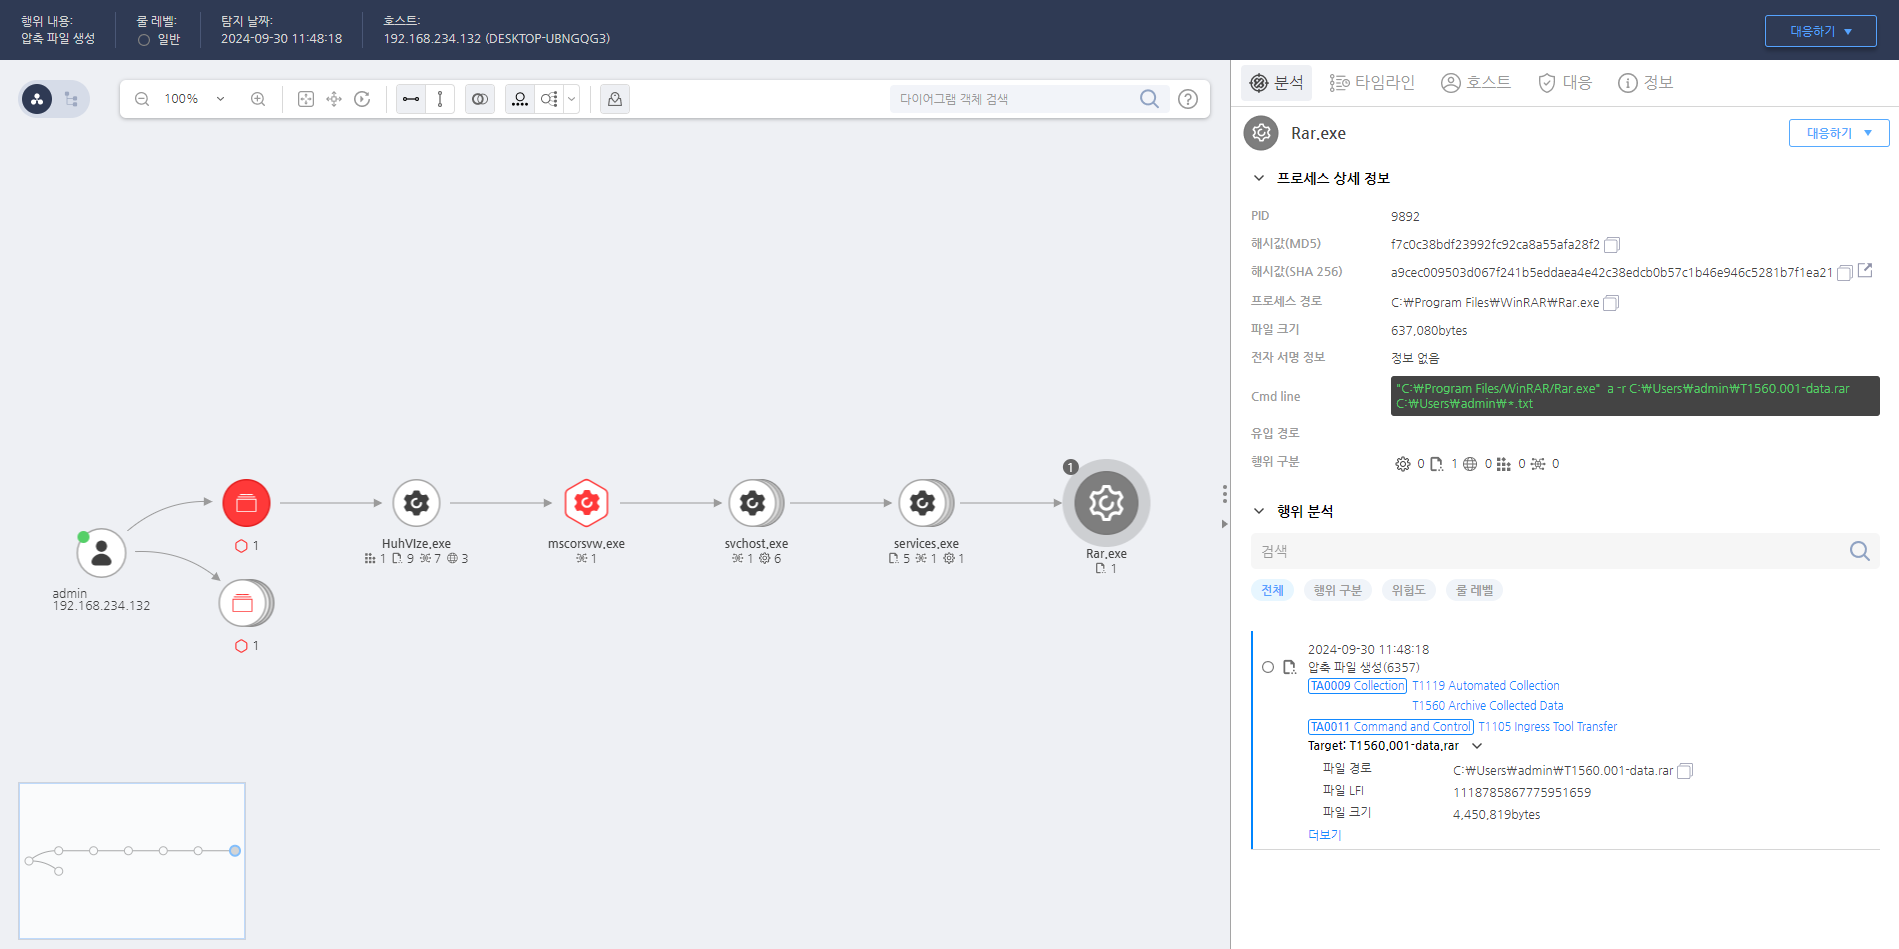 행위 내용:
압축 파일 생성
룰 레벨:
일반
탐지 날짜:
2024-09-30 11:48:18
호스트:
192.168.234.132 (DESKTOP-UBNGQG3)
대응하기
100%
다이어그램 객체 검색
분석
타임라인
호스트
대응
정보
Rar.exe
대응하기
프로세스 상세 정보
PID 9892
해시값(MD5) f7c0c38bdf23992fc92ca8a55afa28f2
해시값(SHA 256) a9cec009503d067f241b5eddaea4e42c38edcb0b57c1b46e946c5281b7f1ea21
프로세스 경로 C:₩Program Files₩WinRAR₩Rar.exe
파일 크기 637,080bytes
전자 서명 정보 정보 없음
Cmd line "C:₩Program Files/WinRAR/Rar.exe" a -r C:₩Users₩admin₩T1560.001-data.rar
C:₩Users₩admin₩*.txt
유입 경로
행위 구분 0 1 0 0 0
행위 분석
검색
전체 행위 구분 위험도 룰 레벨
2024-09-30 11:48:18
압축 파일 생성(6357)
TA0009 Collection T1119 Automated Collection
T1560 Archive Collected Data
TA0011 Command and Control T1105 Ingress Tool Transfer
Target: T1560.001-data.rar
파일 경로 C:₩Users₩admin₩T1560.001-data.rar
파일 LFI 1118785867775951659
파일 크기 4,450,819bytes
더보기
admin
192.168.234.132
1
1
HuhVIze.exe
1 9 7 3
mscorsvw.exe
1
svchost.exe
1 6
services.exe
5 1 1
1
Rar.exe
1